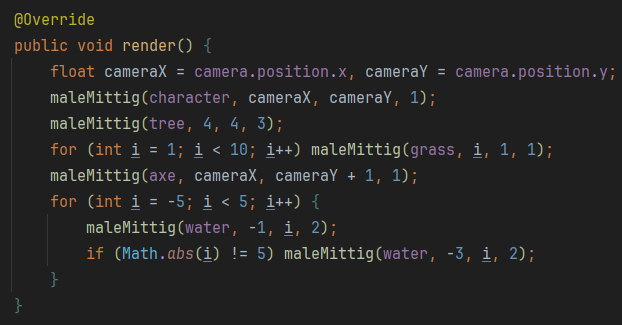 @Override
public void render() {
    float cameraX = camera.position.x, cameraY = camera.position.y;
    maleMittig(character, cameraX, cameraY, 1);
    maleMittig(tree, 4, 4, 3);
    for (int i = 1; i < 10; i++) maleMittig(grass, i, 1, 1);
    maleMittig(axe, cameraX, cameraY + 1, 1);
    for (int i = -5; i < 5; i++) {
        maleMittig(water, -1, i, 2);
        if (Math.abs(i) != 5) maleMittig(water, -3, i, 2);
    }
}